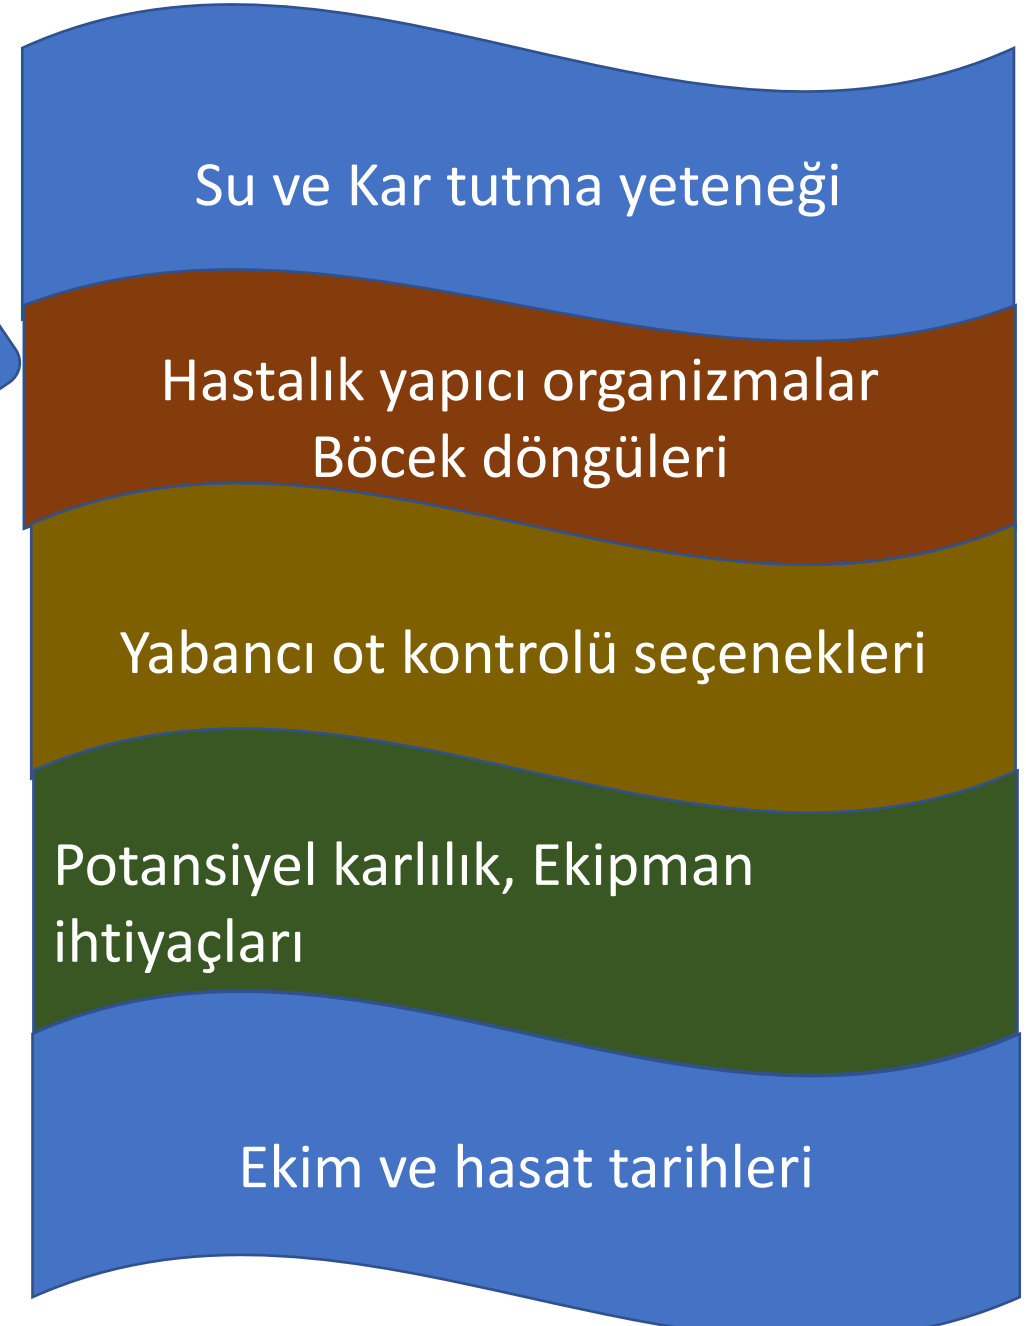 Su ve Kar tutma yeteneği
Hastalık yapıcı organizmalar
Böcek döngüleri
Yabancı ot kontrolü seçenekleri
Potansiyel karlılık, Ekipman
ihtiyaçları
Ekim ve hasat tarihleri